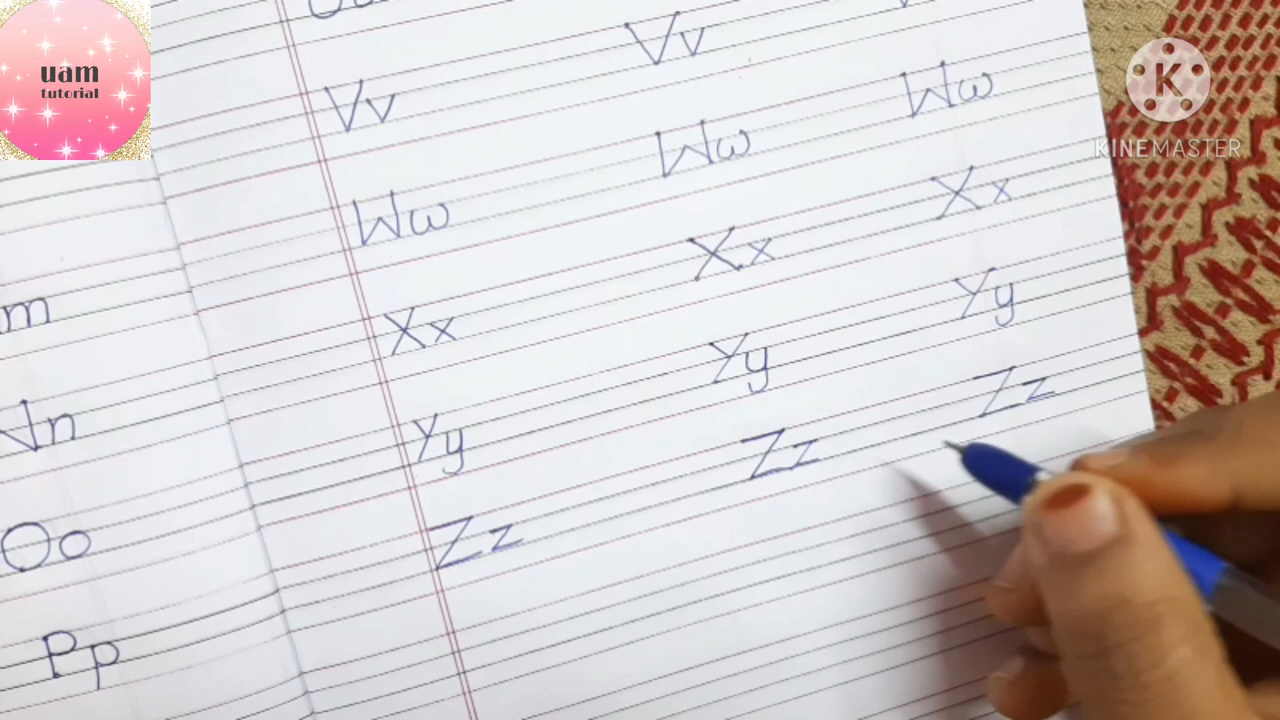 uam
tutorial
KINEMASTER
K
Vv Vv
Ww Ww Ww
Xx Xx Xx
Yy Yy Yy
Zz Zz Zz
m
Nn
Oo
Pp